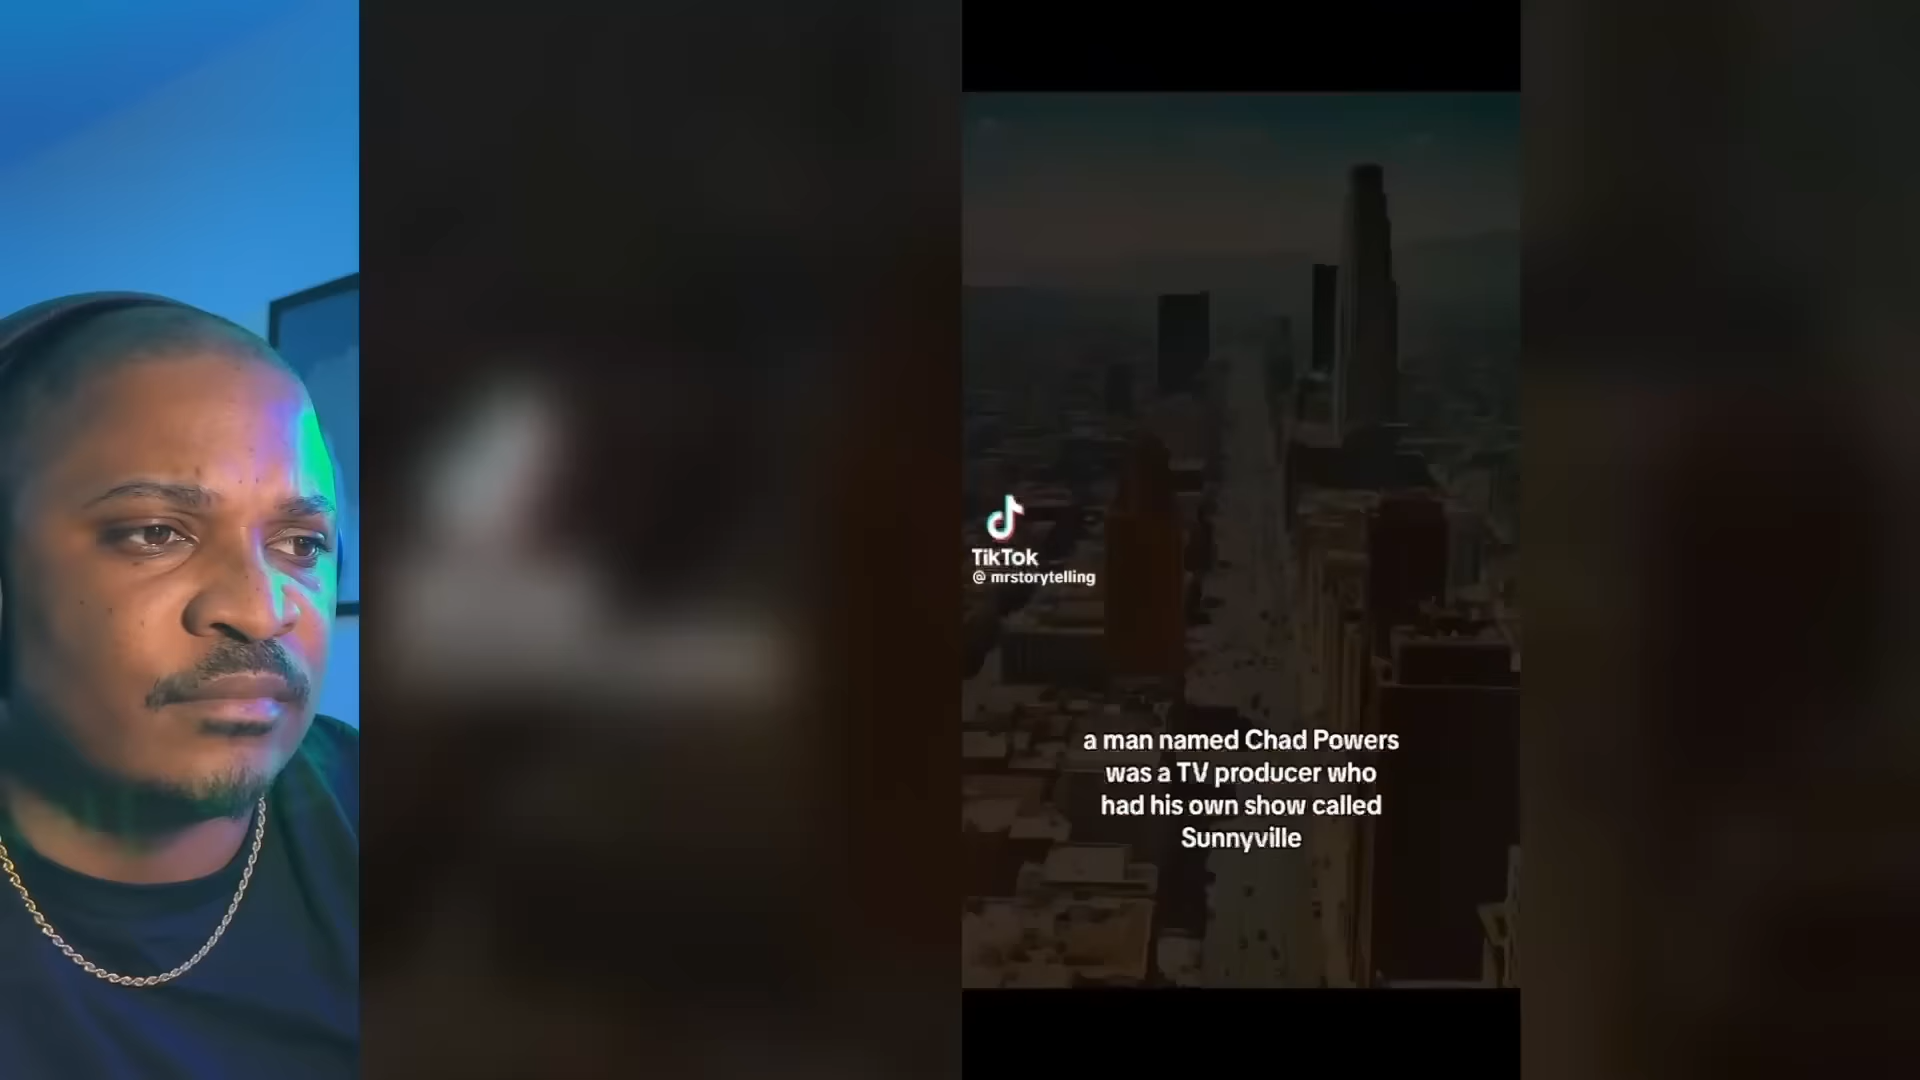 TikTok
@ mrstorytelling
a man named Chad Powers
was a TV producer who
had his own show called
Sunnyville